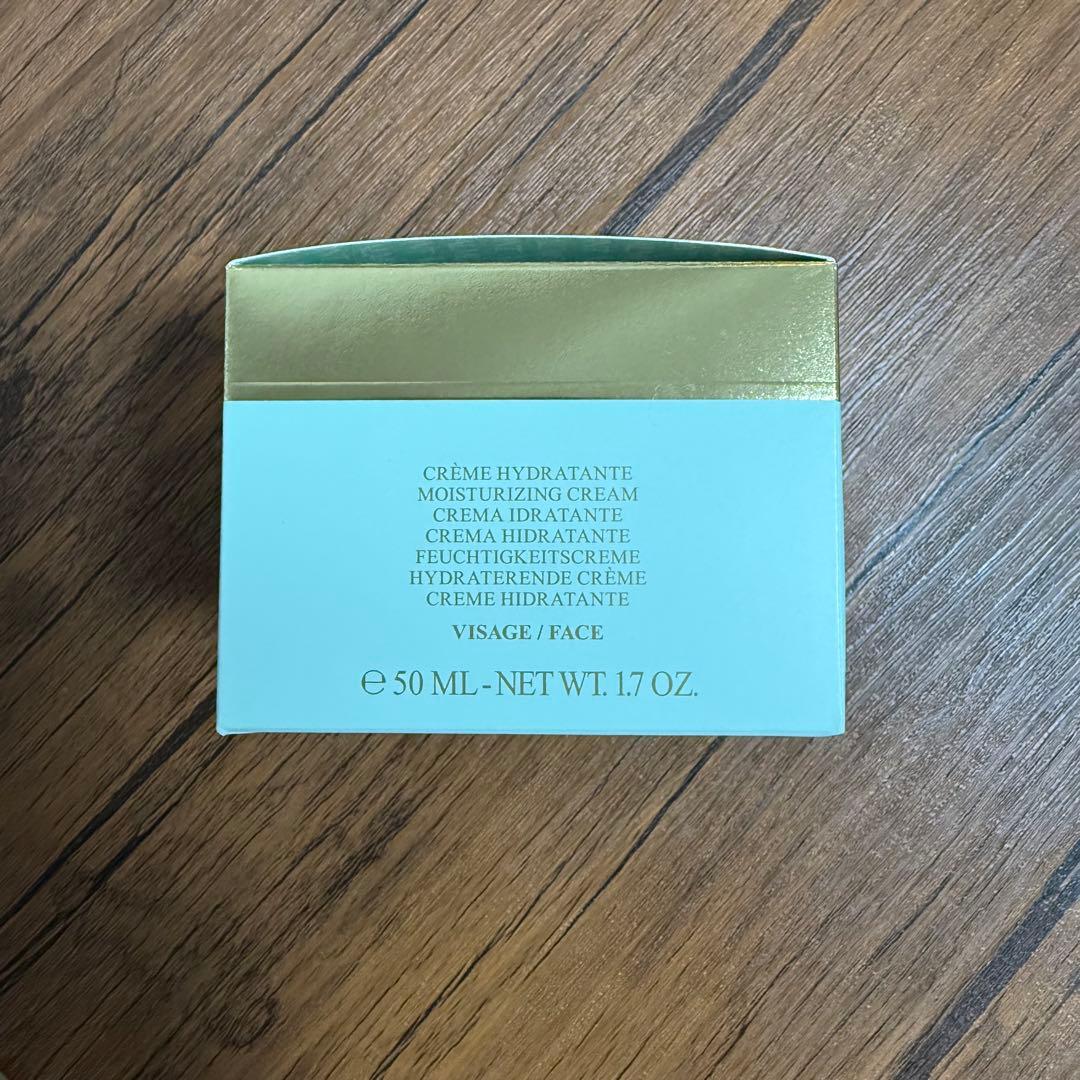 CRÈME HYDRATANTE
MOISTURIZING CREAM
CREMA IDRATANTE
CREMA HIDRATANTE
FEUCHTIGKEITSCREME
HYDRATERENDE CRÈME
CREME HIDRATANTE
VISAGE / FACE
℮ 50 ML - NET WT. 1.7 OZ.